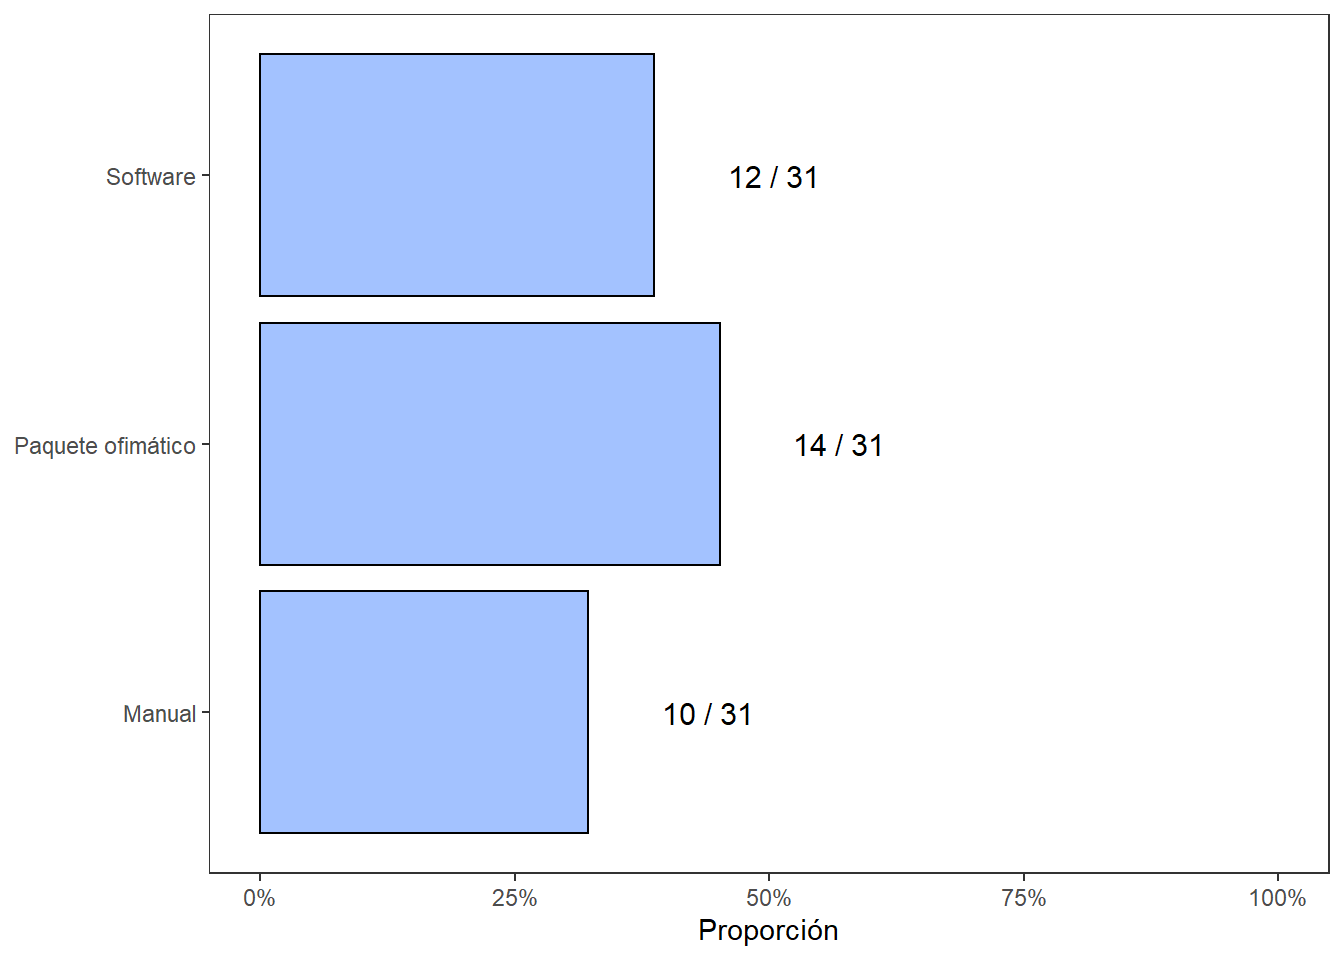 Software
12 / 31
Paquete ofimático
14 / 31
Manual
10 / 31
0% 25% 50% 75% 100%
Proporción